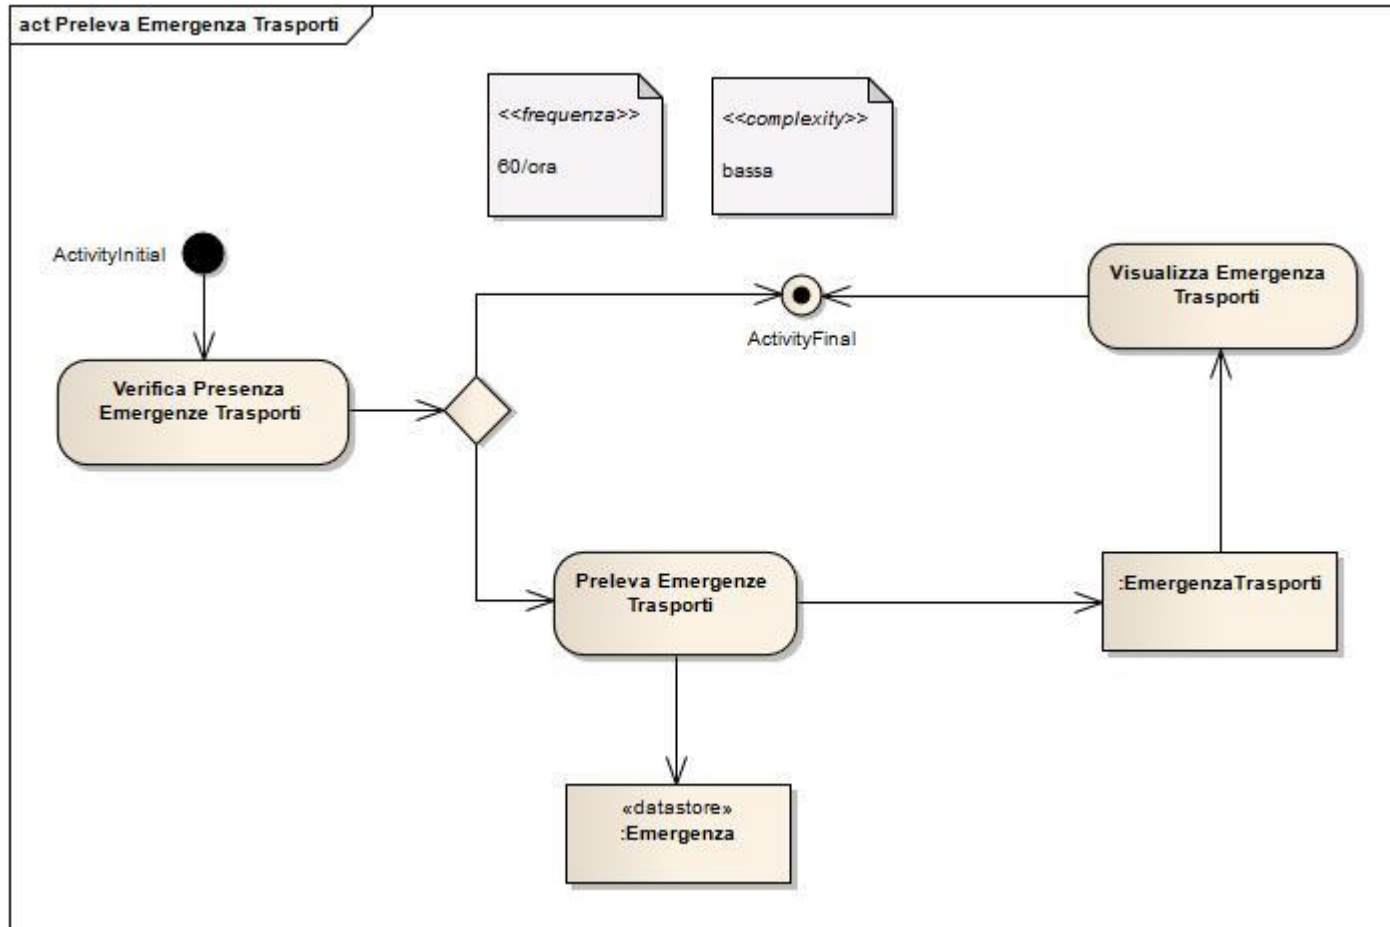 act Preleva Emergenza Trasporti
<<frequenza>>
60/ora
<<complexity>>
bassa
ActivityInitial
Visualizza Emergenza
Trasporti
ActivityFinal
Verifica Presenza
Emergenze Trasporti
Preleva Emergenze
Trasporti
:EmergenzaTrasporti
«datastore»
:Emergenza